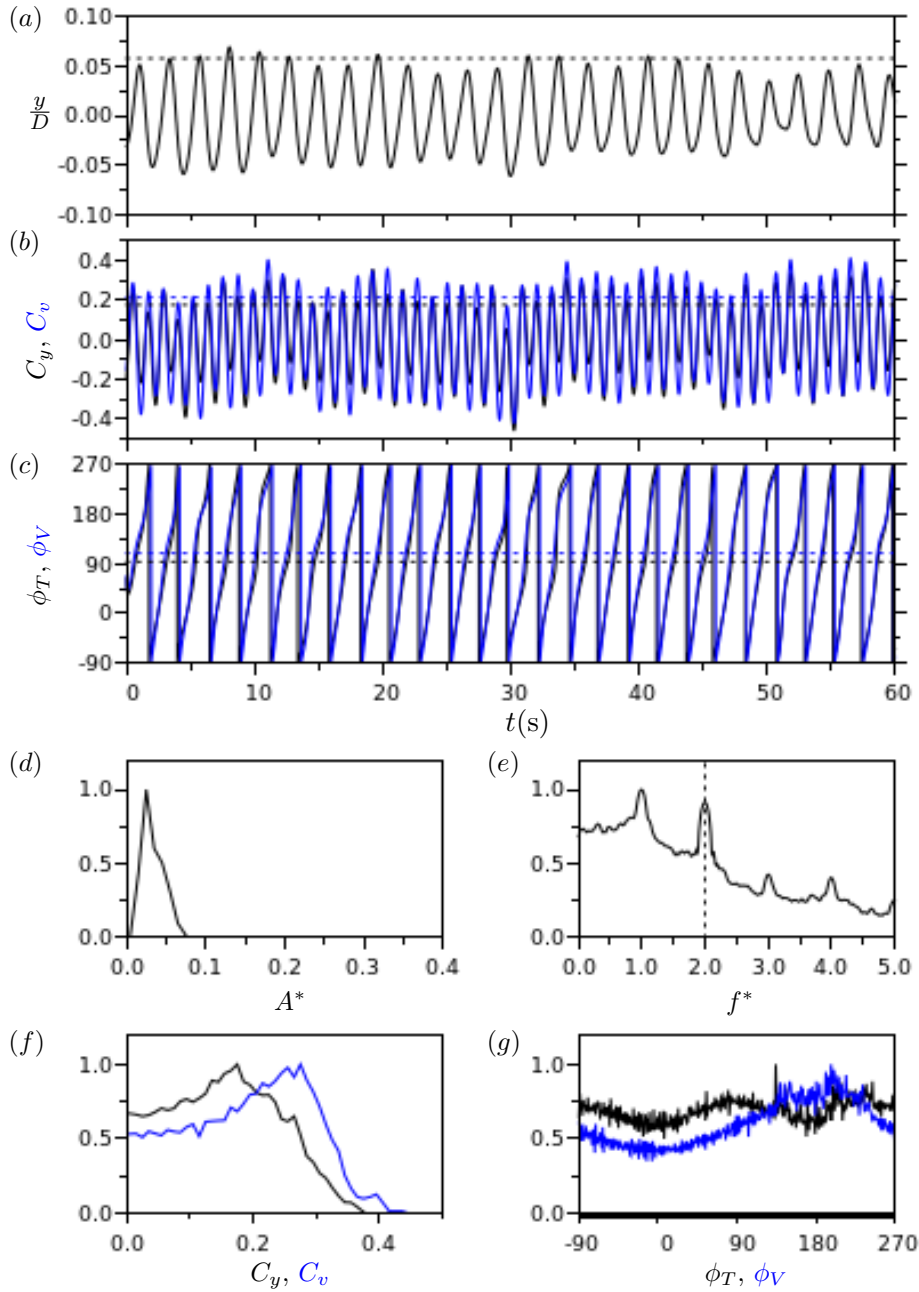 (a)
0.10
0.05
0.00
-0.05
-0.10
y/D
(b)
0.4
0.2
0.0
-0.2
-0.4
C_y, C_v
(c)
270
180
90
0
-90
ϕ_T, ϕ_V
0 10 20 30 40 50 60
t(s)
(d)
1.0
0.5
0.0
0.0 0.1 0.2 0.3 0.4
A*
(e)
1.0
0.5
0.0
0.0 1.0 2.0 3.0 4.0 5.0
f*
(f)
1.0
0.5
0.0
0.0 0.2 0.4
C_y, C_v
(g)
1.0
0.5
0.0
-90 0 90 180 270
ϕ_T, ϕ_V